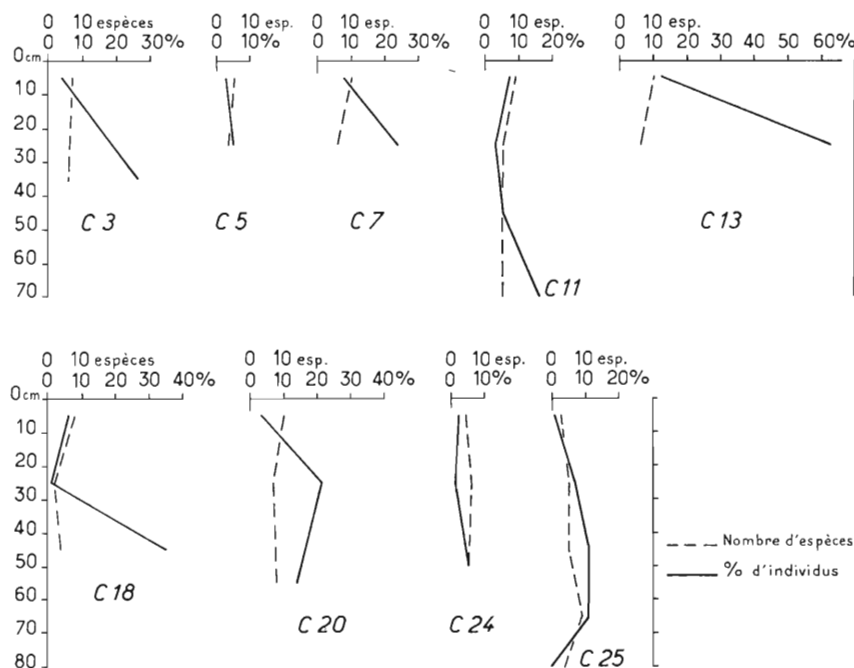 0 10 espèces
0 10 20 30%
0 10 esp.
0 10%
0 10 esp.
0 10 20 30%
0 10 esp.
0 10 20%
0 10 esp.
0 10 20 30 40 50 60%
0cm
10
20
30
40
50
60
70
C 3
C 5
C 7
C 11
C 13
0 10 espèces
0 10 20 30 40%
0 10 esp.
0 10 20 30 40%
0 10 esp.
0 10%
0 10 esp.
0 10 20%
0cm
10
20
30
40
50
60
70
80
C 18
C 20
C 24
C 25
Nombre d'espèces
% d'individus